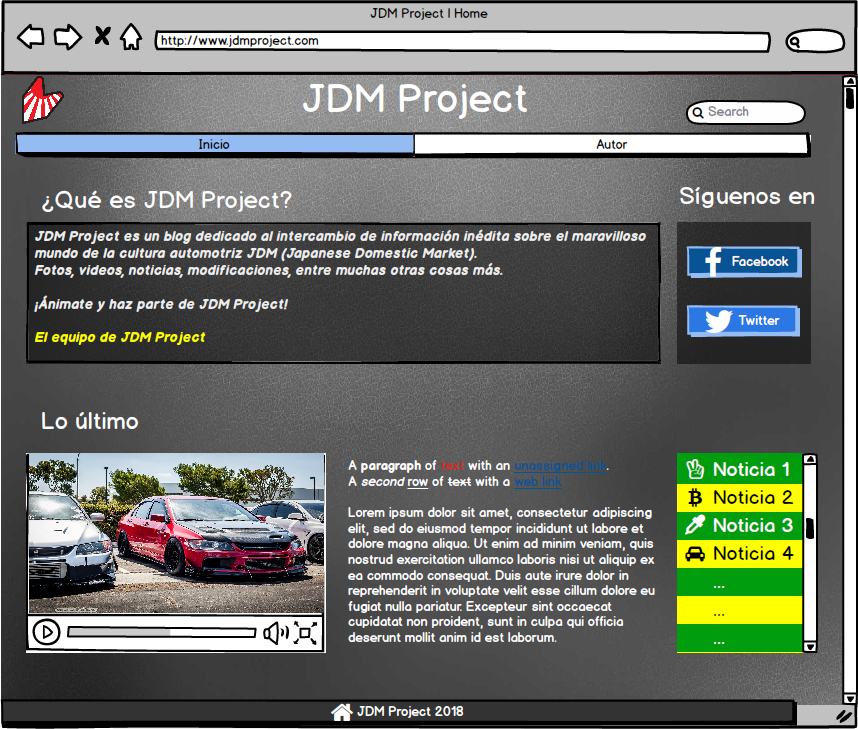 JDM Project | Home
http://www.jdmproject.com
JDM Project
Search
Inicio
Autor
¿Qué es JDM Project?
Síguenos en
JDM Project es un blog dedicado al intercambio de información inédita sobre el maravilloso
mundo de la cultura automotriz JDM (Japanese Domestic Market).
Fotos, videos, noticias, modificaciones, entre muchas otras cosas más.
¡Ánimate y haz parte de JDM Project!
El equipo de JDM Project
Facebook
Twitter
Lo último
A paragraph of text with an unassigned link.
A second row of text with a web link
Lorem ipsum dolor sit amet, consectetur adipiscing
elit, sed do eiusmod tempor incididunt ut labore et
dolore magna aliqua. Ut enim ad minim veniam, quis
nostrud exercitation ullamco laboris nisi ut aliquip ex
ea commodo consequat. Duis aute irure dolor in
reprehenderit in voluptate velit esse cillum dolore eu
fugiat nulla pariatur. Excepteur sint occaecat
cupidatat non proident, sunt in culpa qui officia
deserunt mollit anim id est laborum.
Noticia 1
Noticia 2
Noticia 3
Noticia 4
...
...
...
JDM Project 2018